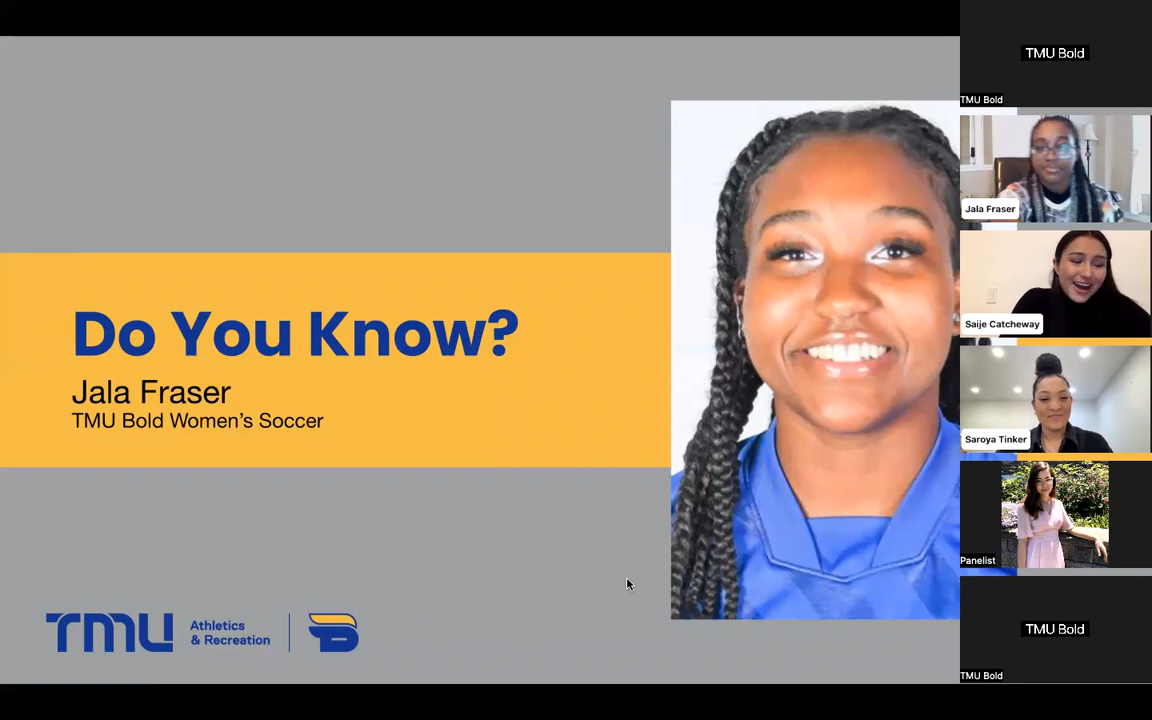 Do You Know?
Jala Fraser
TMU Bold Women's Soccer
TMU
Athletics
& Recreation
TMU Bold
TMU Bold
Jala Fraser
Saije Catcheway
Saroya Tinker
Panelist
TMU Bold
TMU Bold